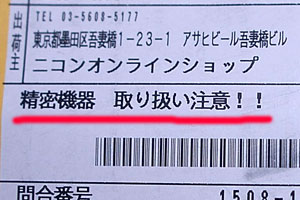 出荷主
TEL 03-5608-5177
東京都墨田区吾妻橋1-23-1 アサヒビール吾妻橋ビル
ニコンオンラインショップ
精密機器 取り扱い注意!!
問合番号 1508-1